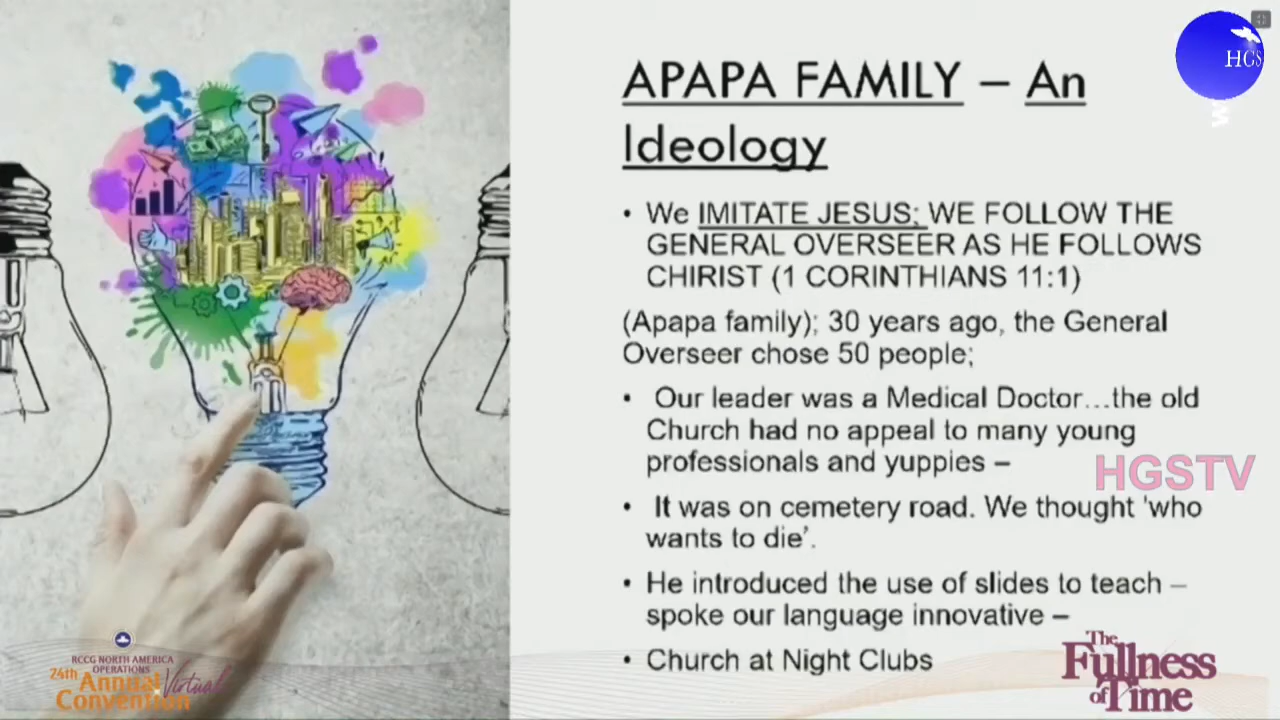 HGS
APAPA FAMILY – An
Ideology
• We IMITATE JESUS; WE FOLLOW THE
GENERAL OVERSEER AS HE FOLLOWS
CHIRIST (1 CORINTHIANS 11:1)
(Apapa family); 30 years ago, the General
Overseer chose 50 people;
• Our leader was a Medical Doctor…the old
Church had no appeal to many young
professionals and yuppies –
HGSTV
• It was on cemetery road. We thought 'who
wants to die'.
• He introduced the use of slides to teach –
spoke our language innovative –
• Church at Night Clubs
RCCG NORTH AMERICA
OPERATIONS
24th Annual Virtual
Convention
The
Fullness
of Time